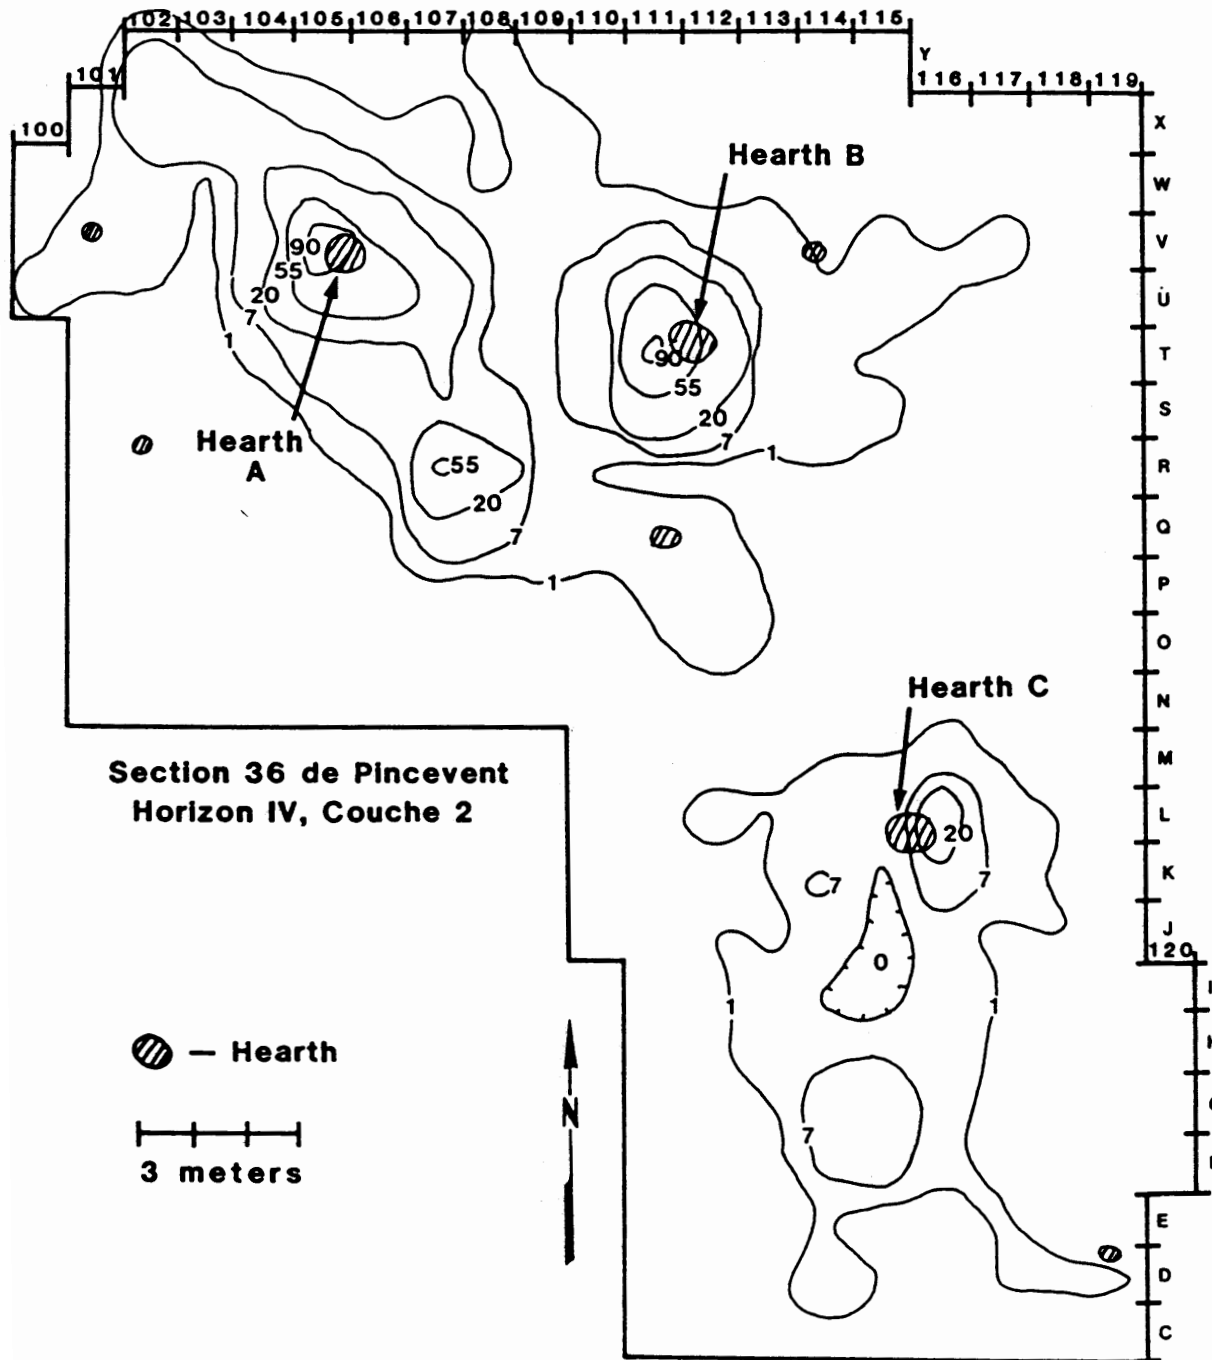 102 103 104 105 106 107 108 109 110 111 112 113 114 115
Y
101
116 117 118 119
100
X
Hearth B
W
V
90
55
U
20
7
1
T
90
55
S
20
7
Hearth
A
1
R
55
20
7
Q
1
P
O
Hearth C
N
M
Section 36 de Pincevent
Horizon IV, Couche 2
L
20
K
7
7
J
120
0
1
1
— Hearth
N
7
3 meters
E
D
C